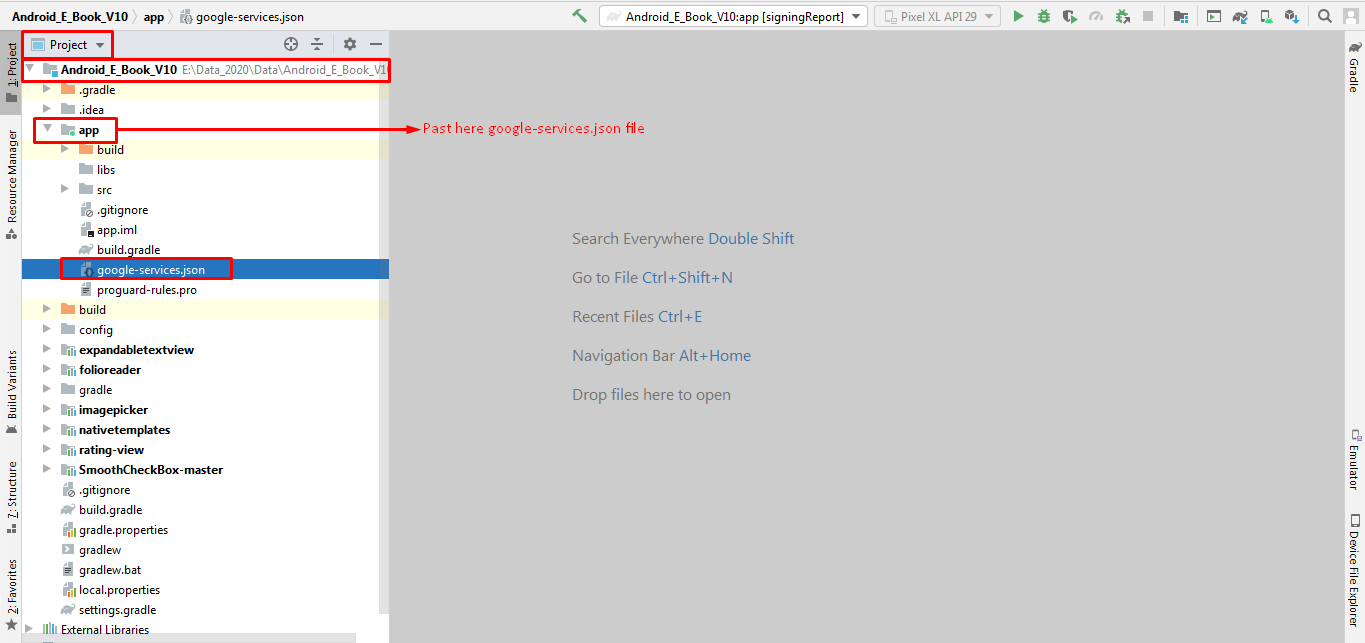 Android_E_Book_V10 app google-services.json
Android_E_Book_V10:app [signingReport]
Pixel XL API 29
1: Project
Resource Manager
Build Variants
7: Structure
2: Favorites
Project
Android_E_Book_V10 E:\Data_2020\Data\Android_E_Book_V10
.gradle
.idea
app
Past here google-services.json file
build
libs
src
.gitignore
app.iml
build.gradle
google-services.json
proguard-rules.pro
build
config
expandabletextview
folioreader
gradle
imagepicker
nativetemplates
rating-view
SmoothCheckBox-master
.gitignore
build.gradle
gradle.properties
gradlew
gradlew.bat
local.properties
settings.gradle
External Libraries
Search Everywhere Double Shift
Go to File Ctrl+Shift+N
Recent Files Ctrl+E
Navigation Bar Alt+Home
Drop files here to open
Gradle
Emulator
Device File Explorer